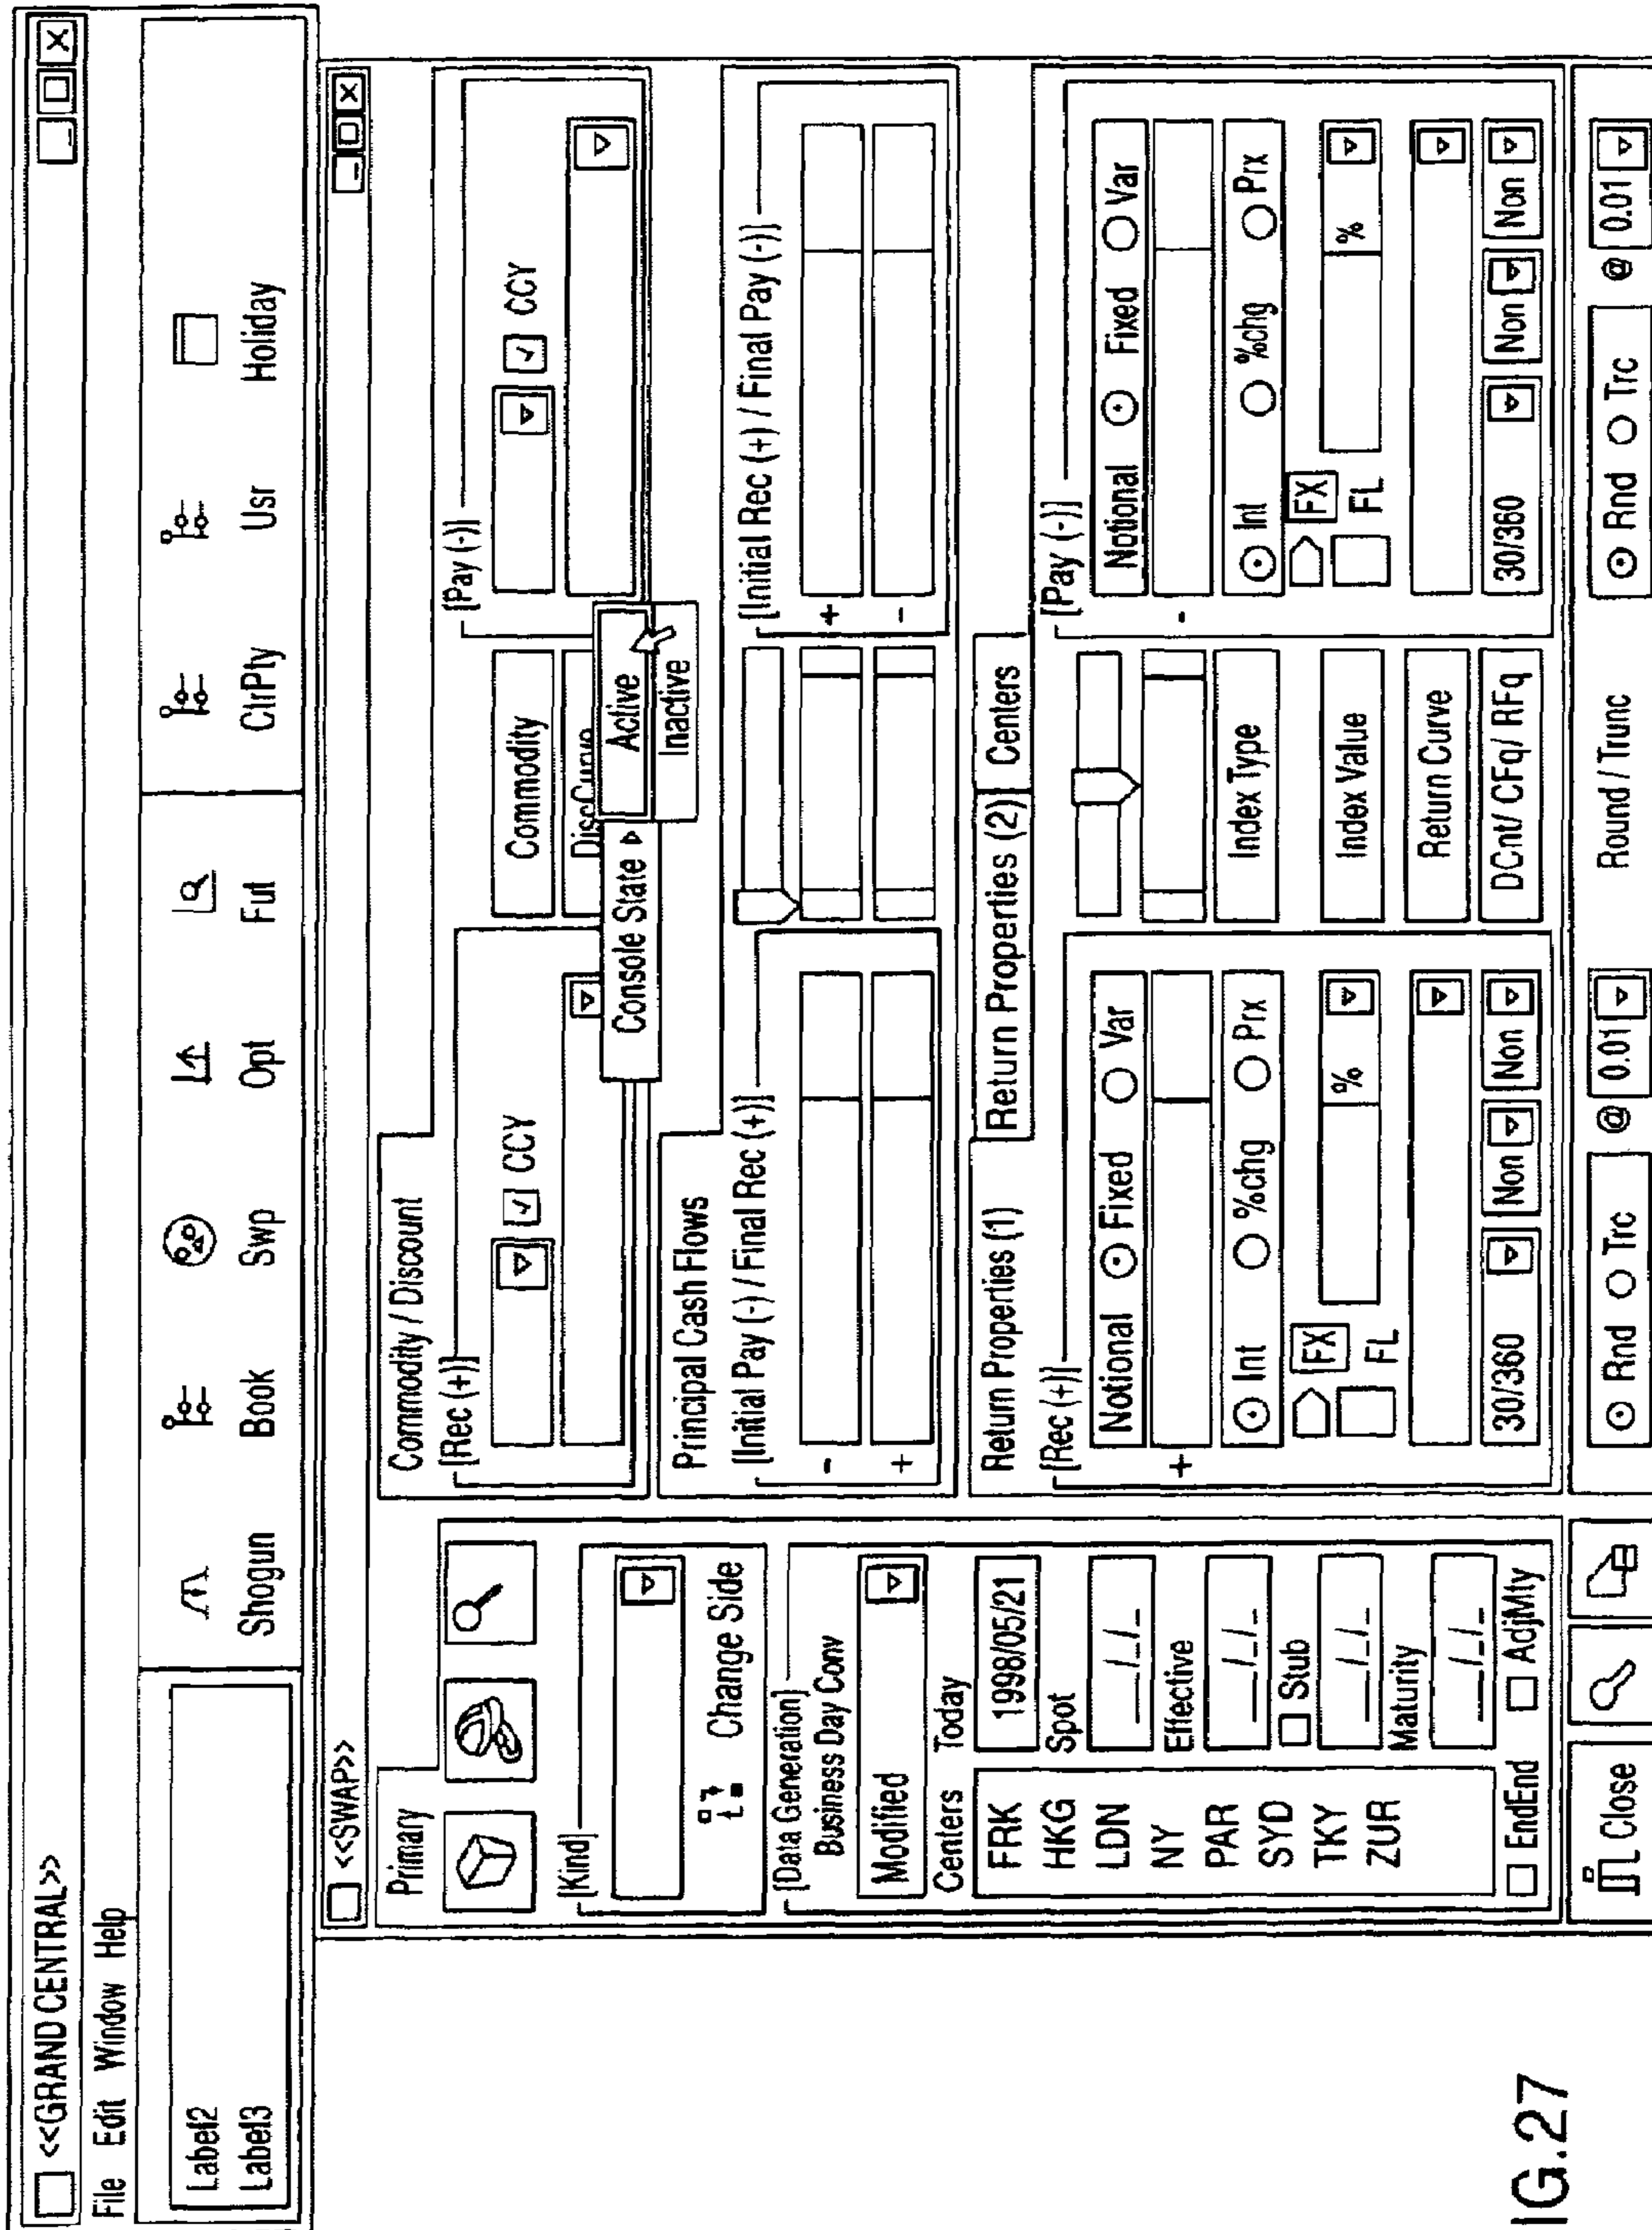 <<GRAND CENTRAL>>
File Edit Window Help
Label2
Label3
Shogun Book Swp Opt Fut CtrPty Usr Holiday
<<SWAP>>
Primary
[Kind]
Change Side
[Data Generation]
Business Day Conv
Modified
Centers Today
FRK
HKG
LDN
NY
PAR
SYD
TKY
ZUR
1998/05/21
Spot
__/_/_
Effective
__/_/_
Stub
__/_/_
Maturity
__/_/_
EndEnd AdjMty
Close
Commodity / Discount
[Rec (+)]
CCY
Commodity
DiscCurve
[Pay (-)]
CCY
Console State
Active
Inactive
Principal Cash Flows
[Initial Pay (-) / Final Rec (+)]
-
+
[Initial Rec (+) / Final Pay (-)]
+
-
Return Properties (1) Return Properties (2) Centers
[Rec (+)]
Notional Fixed Var
+
Int %chg Prx
FX
FL
%
30/360 Non Non
Index Type
Index Value
Return Curve
DCnt/ CFq/ RFq
[Pay (-)]
Notional Fixed Var
-
Int %chg Prx
FX
FL
%
30/360 Non Non
Rnd Trc @ 0.01 Round / Trunc Rnd Trc @ 0.01
IG.27